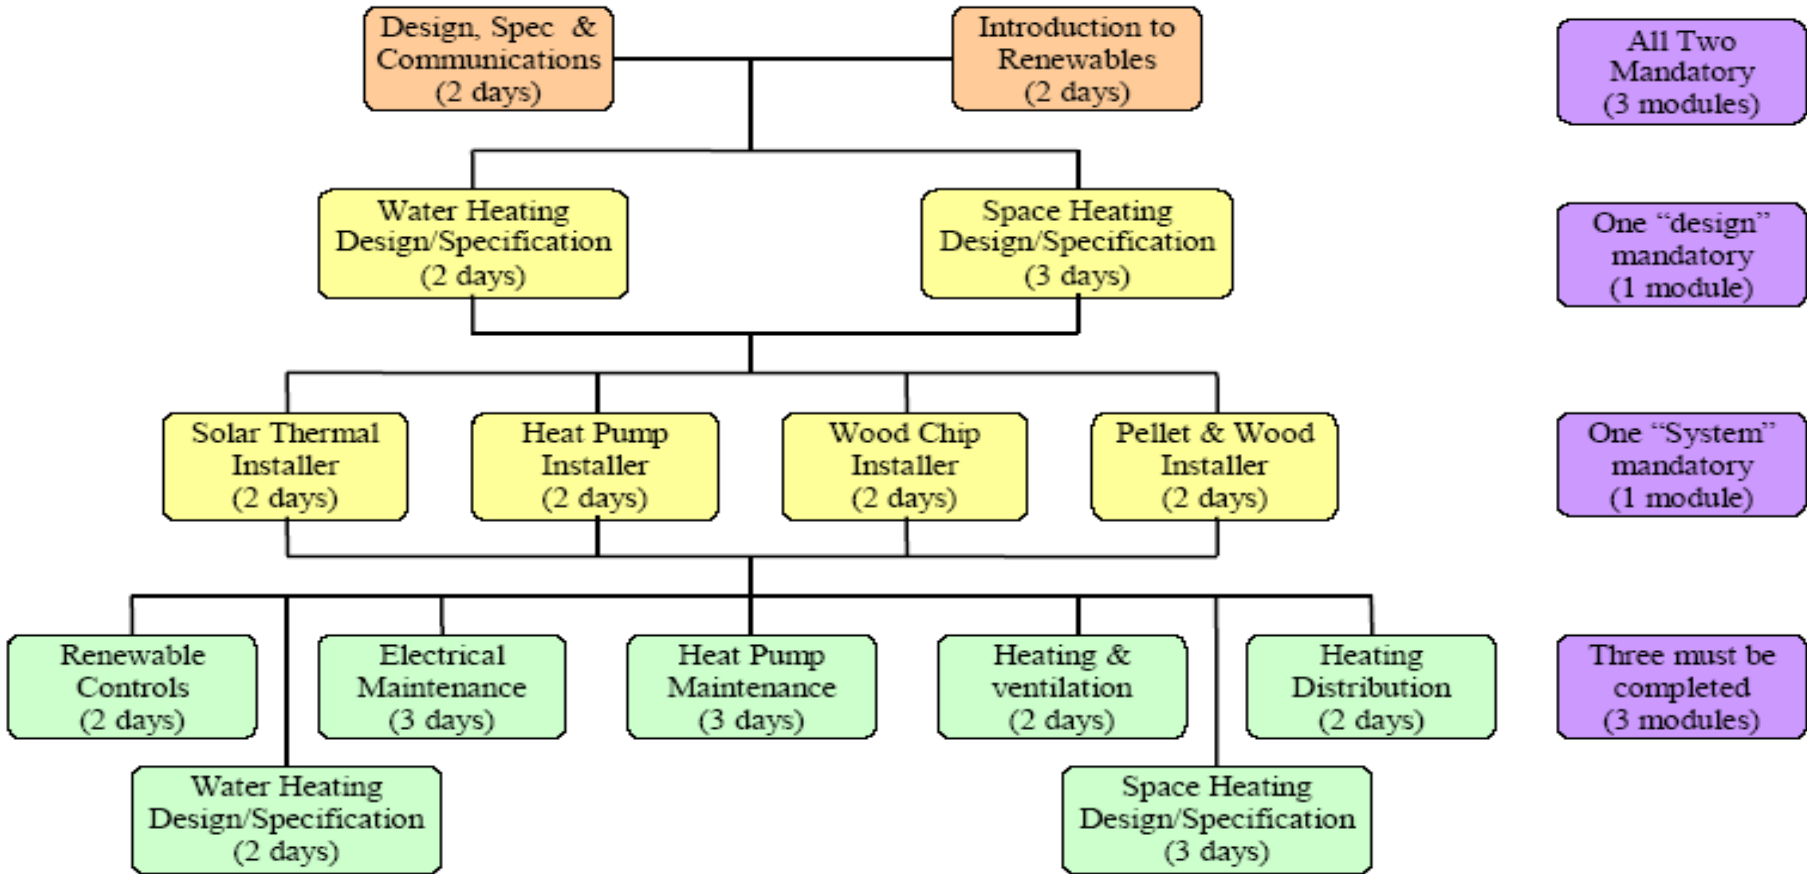 Design, Spec &
Communications
(2 days)
Introduction to
Renewables
(2 days)
All Two
Mandatory
(3 modules)
Water Heating
Design/Specification
(2 days)
Space Heating
Design/Specification
(3 days)
One “design”
mandatory
(1 module)
Solar Thermal
Installer
(2 days)
Heat Pump
Installer
(2 days)
Wood Chip
Installer
(2 days)
Pellet & Wood
Installer
(2 days)
One “System”
mandatory
(1 module)
Renewable
Controls
(2 days)
Electrical
Maintenance
(3 days)
Heat Pump
Maintenance
(3 days)
Heating &
ventilation
(2 days)
Heating
Distribution
(2 days)
Three must be
completed
(3 modules)
Water Heating
Design/Specification
(2 days)
Space Heating
Design/Specification
(3 days)